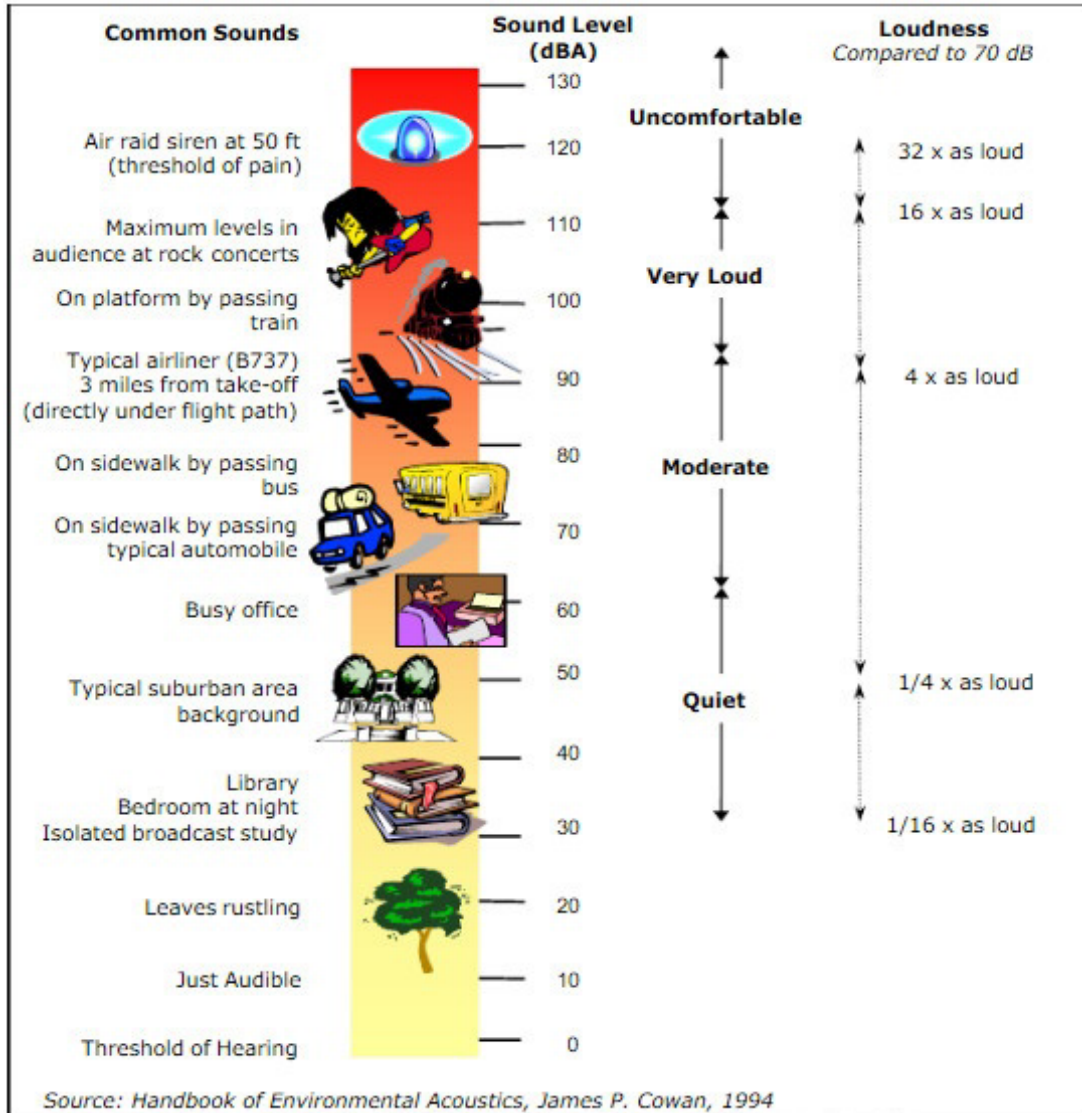 Common Sounds
Sound Level
(dBA)
Loudness
Compared to 70 dB
130
Uncomfortable
Air raid siren at 50 ft
(threshold of pain)
120
32 x as loud
16 x as loud
Maximum levels in
audience at rock concerts
110
Very Loud
On platform by passing
train
100
Typical airliner (B737)
3 miles from take-off
(directly under flight path)
90
4 x as loud
On sidewalk by passing
bus
80
Moderate
On sidewalk by passing
typical automobile
70
Busy office
60
50
Typical suburban area
background
1/4 x as loud
Quiet
40
Library
Bedroom at night
Isolated broadcast study
30
1/16 x as loud
Leaves rustling
20
Just Audible
10
Threshold of Hearing
0
Source: Handbook of Environmental Acoustics, James P. Cowan, 1994